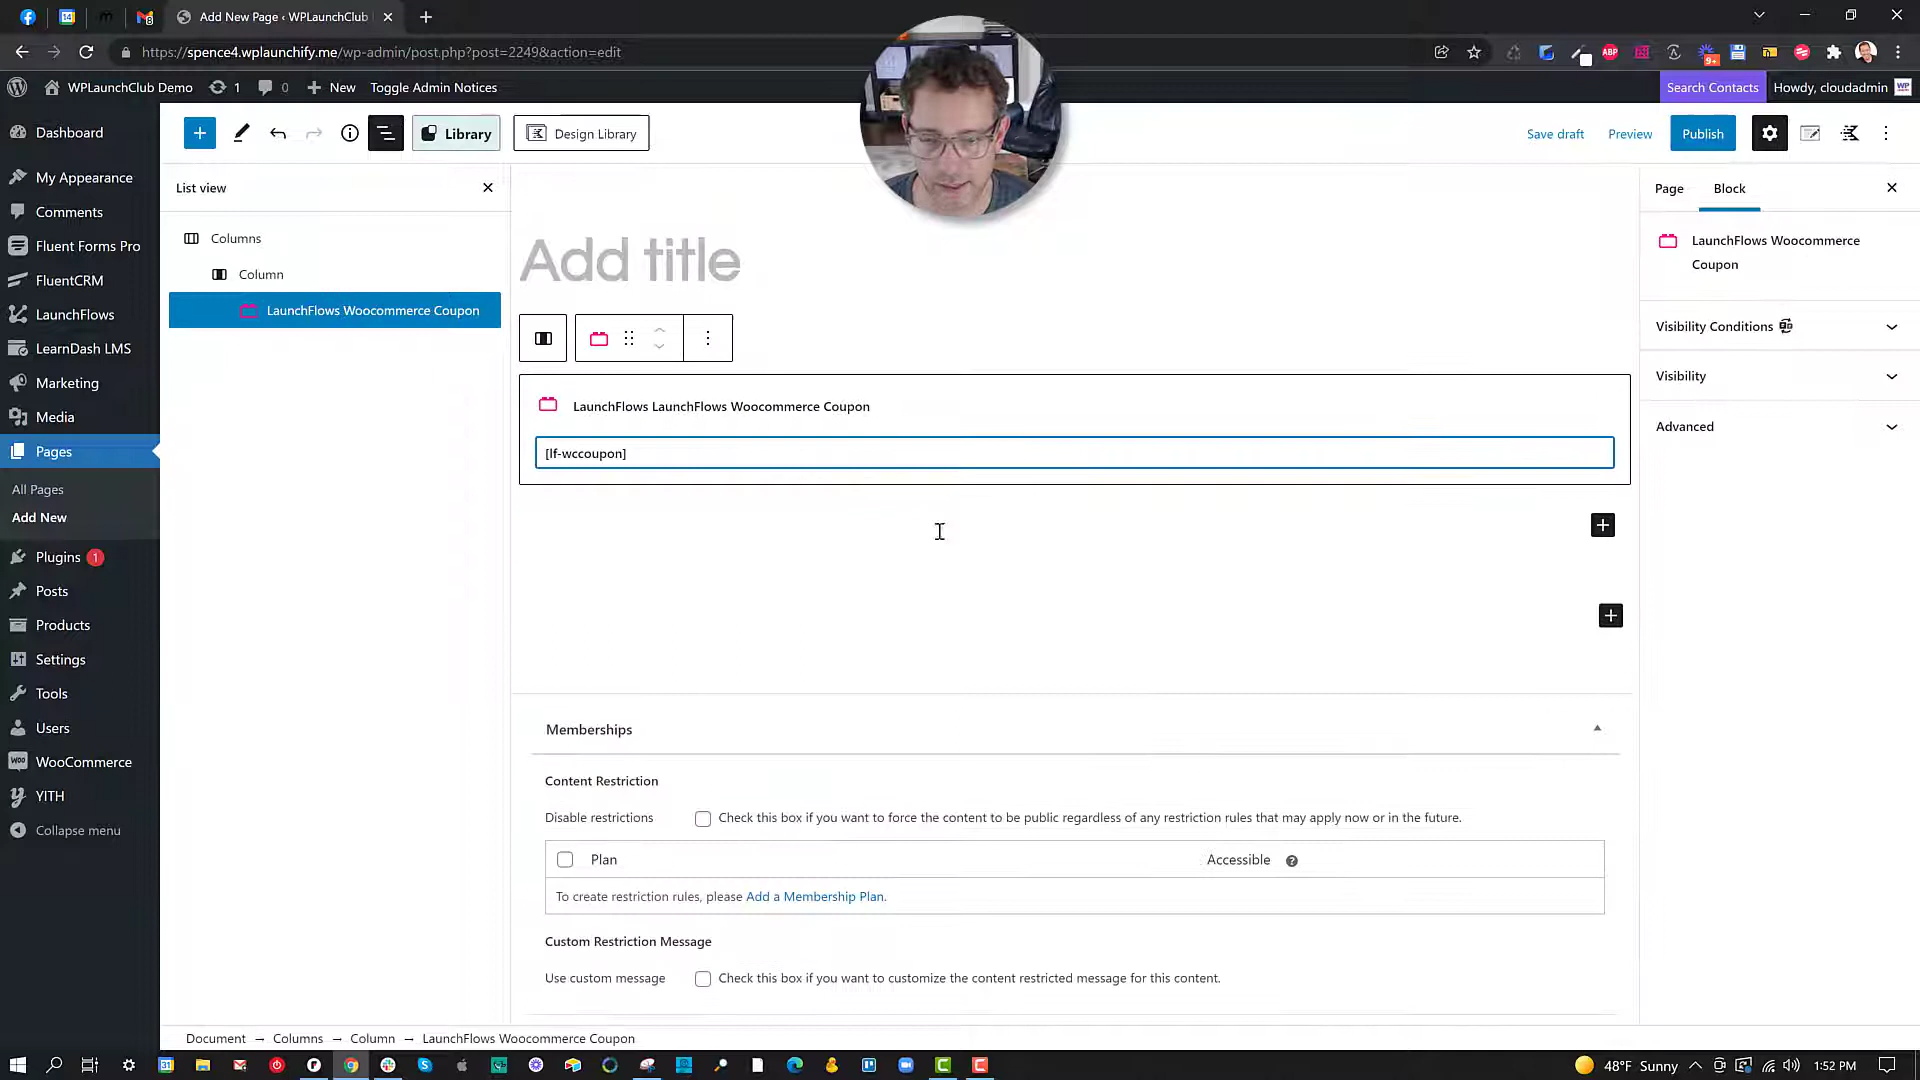 Add New Page ‹ WPLaunchClub
https://spence4.wplaunchify.me/wp-admin/post.php?post=2249&action=edit
ABP
9+
WPLaunchClub Demo
1
0
New
Toggle Admin Notices
Search Contacts
Howdy, cloudadmin
Dashboard
My Appearance
Comments
Fluent Forms Pro
FluentCRM
LaunchFlows
LearnDash LMS
Marketing
Media
Pages
All Pages
Add New
Plugins 1
Posts
Products
Settings
Tools
Users
WooCommerce
YITH
Collapse menu
Library
Design Library
Save draft
Preview
Publish
List view
Columns
Column
LaunchFlows Woocommerce Coupon
Add title
LaunchFlows LaunchFlows Woocommerce Coupon
[lf-wccoupon]
Memberships
Content Restriction
Disable restrictions
Check this box if you want to force the content to be public regardless of any restriction rules that may apply now or in the future.
Plan
Accessible
To create restriction rules, please Add a Membership Plan.
Custom Restriction Message
Use custom message
Check this box if you want to customize the content restricted message for this content.
Page
Block
LaunchFlows Woocommerce
Coupon
Visibility Conditions
Visibility
Advanced
Document → Columns → Column → LaunchFlows Woocommerce Coupon
48°F Sunny
1:52 PM